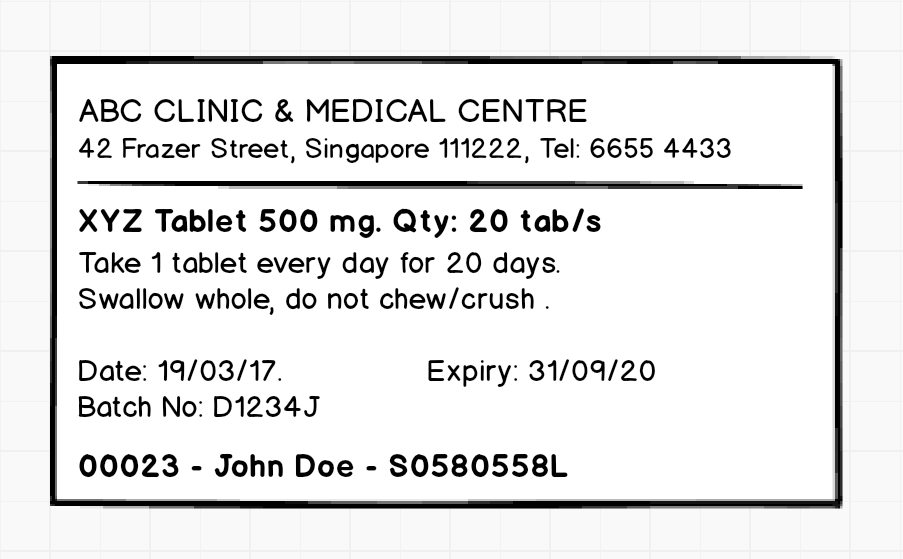 ABC CLINIC & MEDICAL CENTRE
42 Frazer Street, Singapore 111222, Tel: 6655 4433
XYZ Tablet 500 mg. Qty: 20 tab/s
Take 1 tablet every day for 20 days.
Swallow whole, do not chew/crush .
Date: 19/03/17. Expiry: 31/09/20
Batch No: D1234J
00023 - John Doe - S0580558L